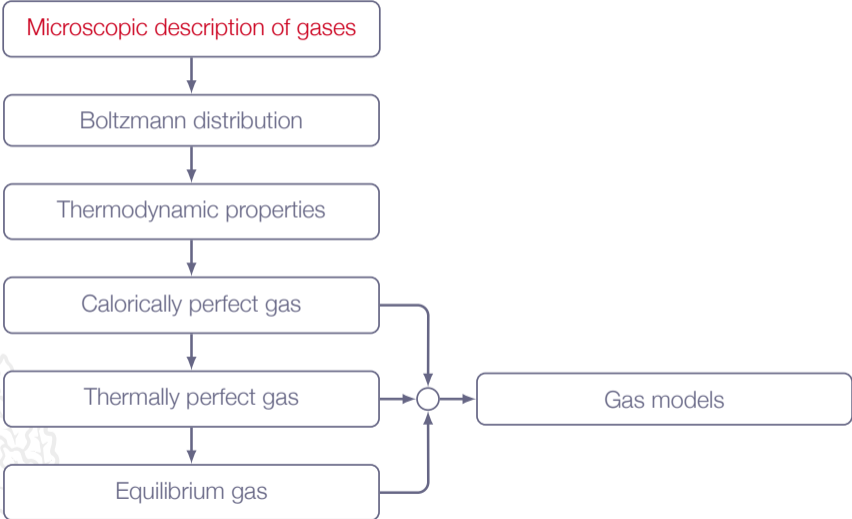 Microscopic description of gases
Boltzmann distribution
Thermodynamic properties
Calorically perfect gas
Thermally perfect gas
Gas models
Equilibrium gas